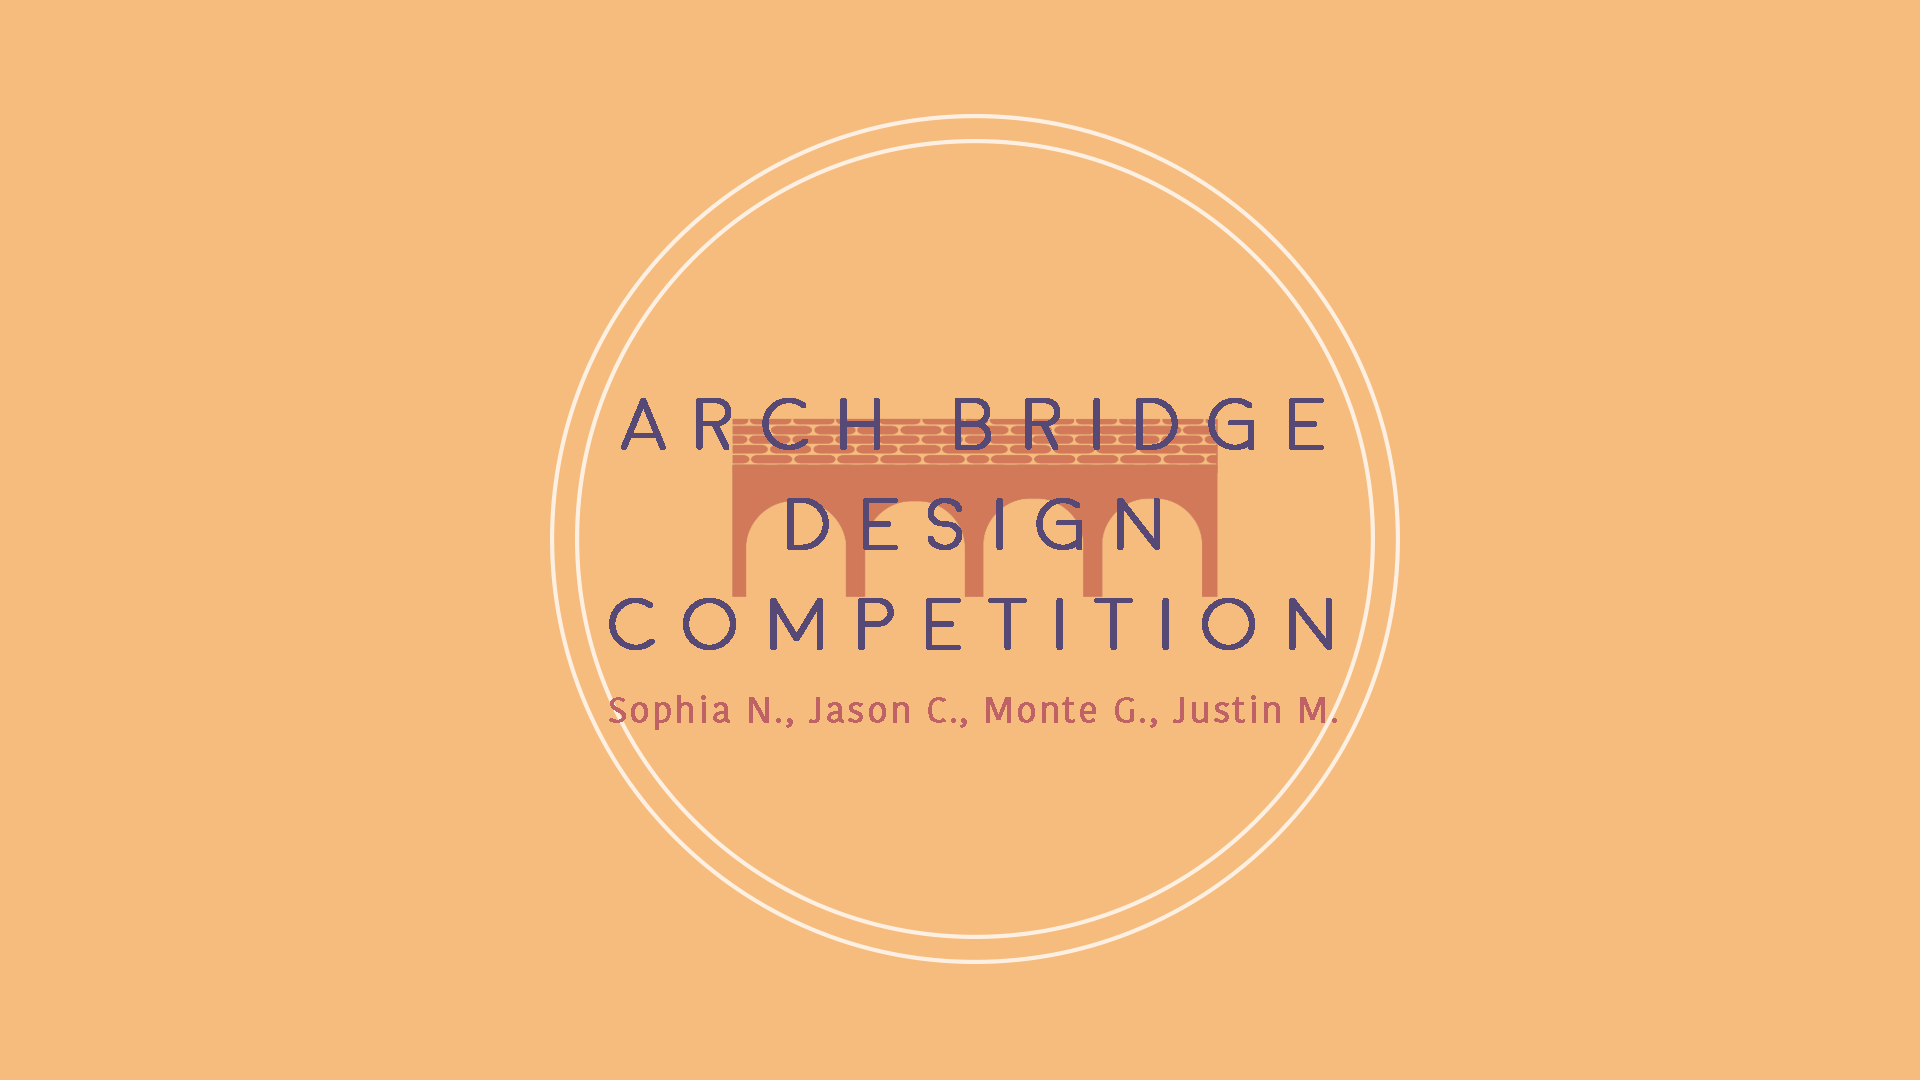 ARCH BRIDGE
DESIGN
COMPETITION
Sophia N., Jason C., Monte G., Justin M.